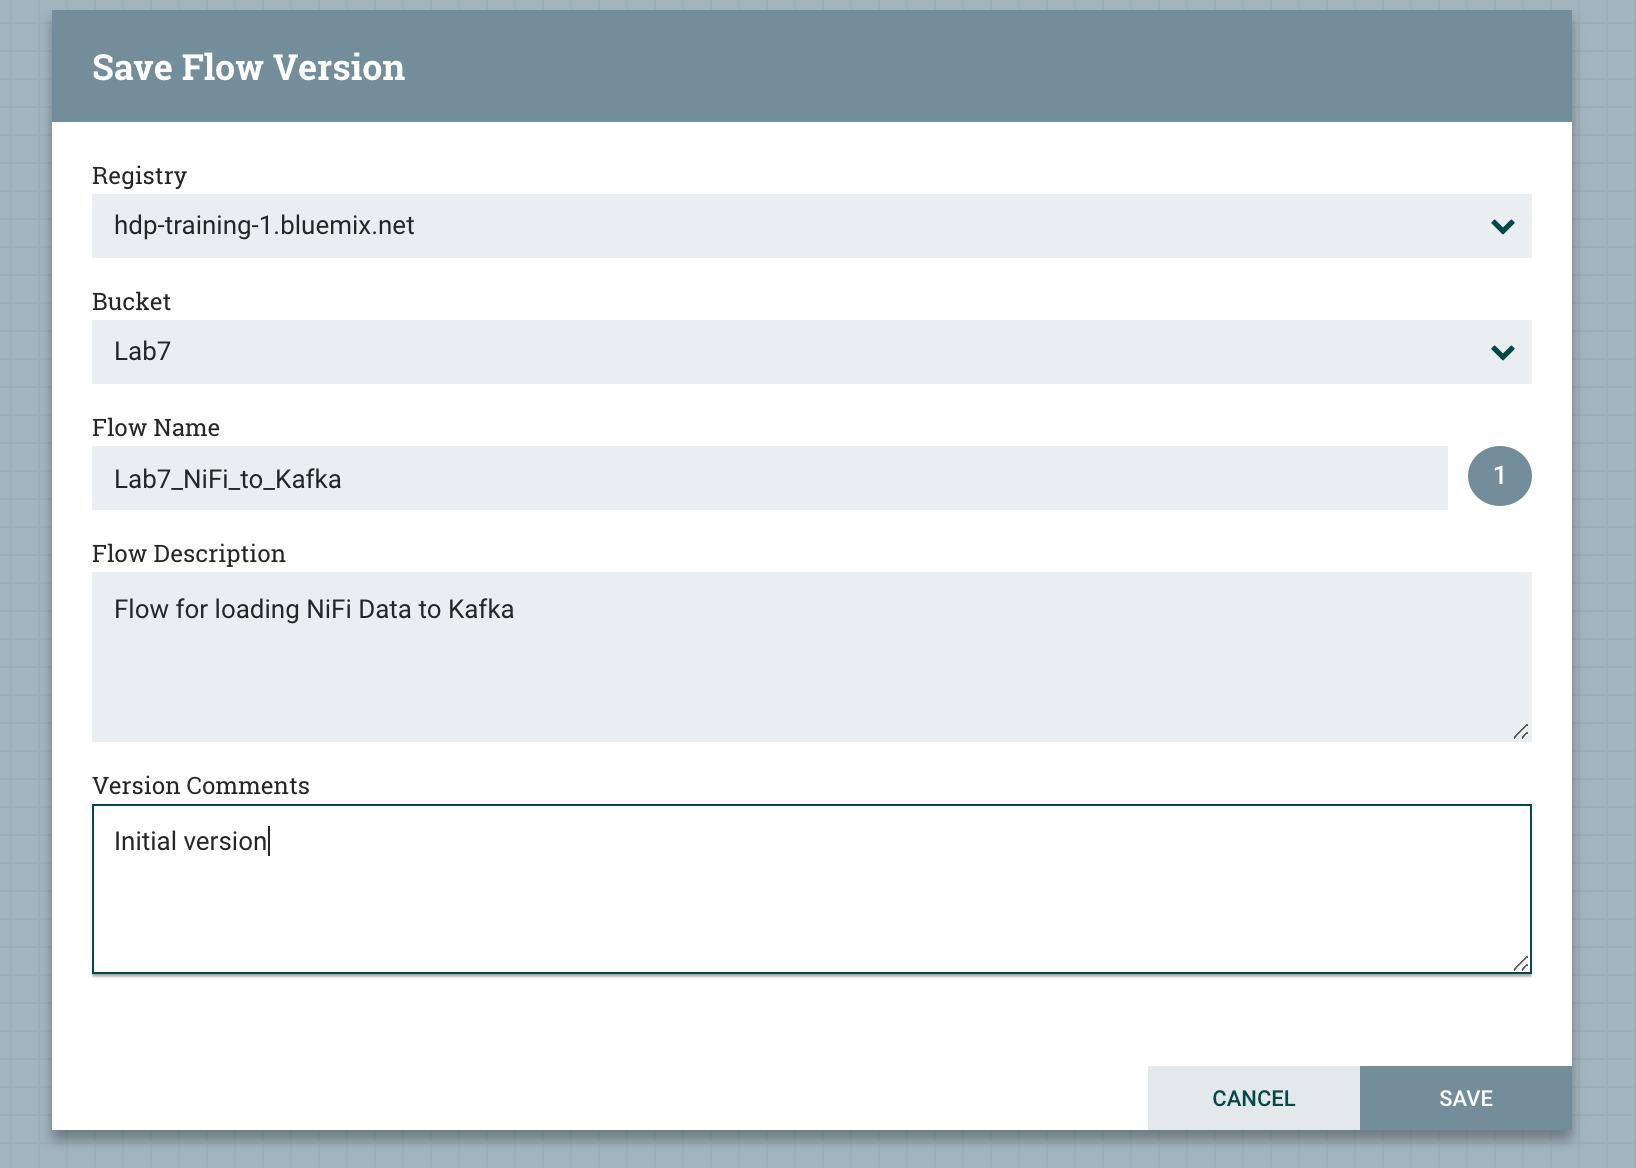 Save Flow Version
Registry
hdp-training-1.bluemix.net
Bucket
Lab7
Flow Name
Lab7_NiFi_to_Kafka
1
Flow Description
Flow for loading NiFi Data to Kafka
Version Comments
Initial version
CANCEL
SAVE